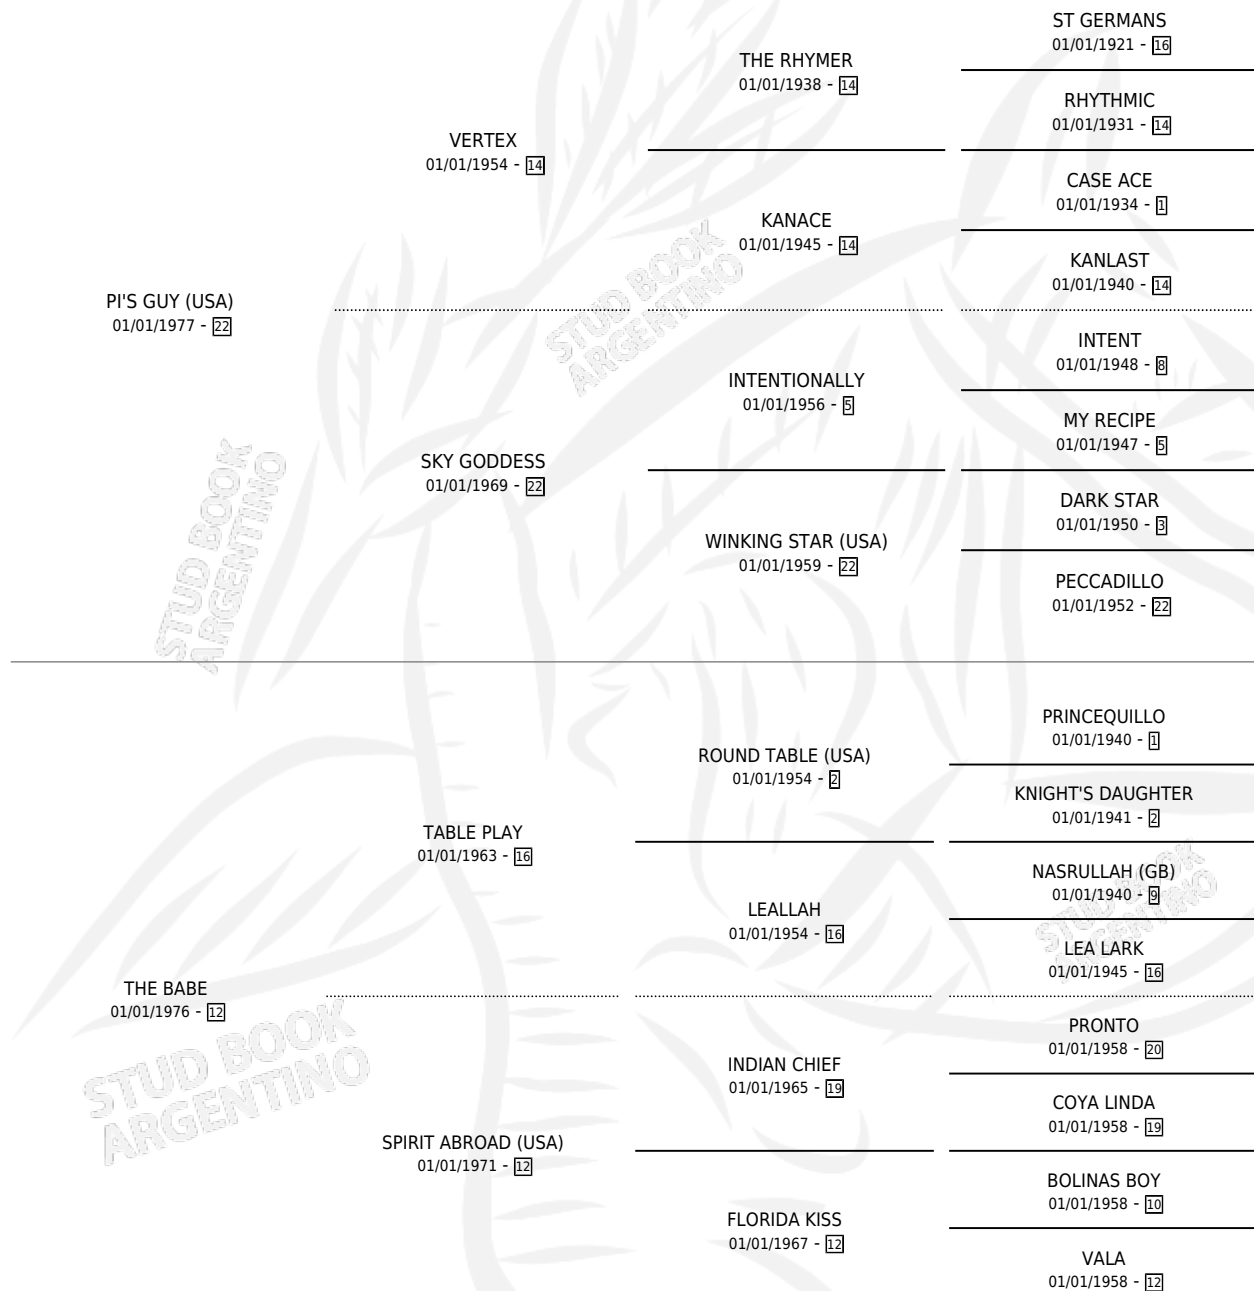 ST GERMANS
01/01/1921 - 16
THE RHYMER
01/01/1938 - 14
RHYTHMIC
01/01/1931 - 14
VERTEX
01/01/1954 - 14
CASE ACE
01/01/1934 - 1
KANACE
01/01/1945 - 14
KANLAST
01/01/1940 - 14
PI'S GUY (USA)
01/01/1977 - 22
INTENT
01/01/1948 - 8
INTENTIONALLY
01/01/1956 - 5
MY RECIPE
01/01/1947 - 5
SKY GODDESS
01/01/1969 - 22
DARK STAR
01/01/1950 - 3
WINKING STAR (USA)
01/01/1959 - 22
PECCADILLO
01/01/1952 - 22
PRINCEQUILLO
01/01/1940 - 1
ROUND TABLE (USA)
01/01/1954 - 2
KNIGHT'S DAUGHTER
01/01/1941 - 2
TABLE PLAY
01/01/1963 - 16
NASRULLAH (GB)
01/01/1940 - 9
LEALLAH
01/01/1954 - 16
LEA LARK
01/01/1945 - 16
THE BABE
01/01/1976 - 12
PRONTO
01/01/1958 - 20
INDIAN CHIEF
01/01/1965 - 19
COYA LINDA
01/01/1958 - 19
SPIRIT ABROAD (USA)
01/01/1971 - 12
BOLINAS BOY
01/01/1958 - 10
FLORIDA KISS
01/01/1967 - 12
VALA
01/01/1958 - 12
STUD BOOK
ARGENTINO
STUD BOOK
ARGENTINO
STUD BOOK
ARGENTINO
STUD BOOK
ARGENTINO